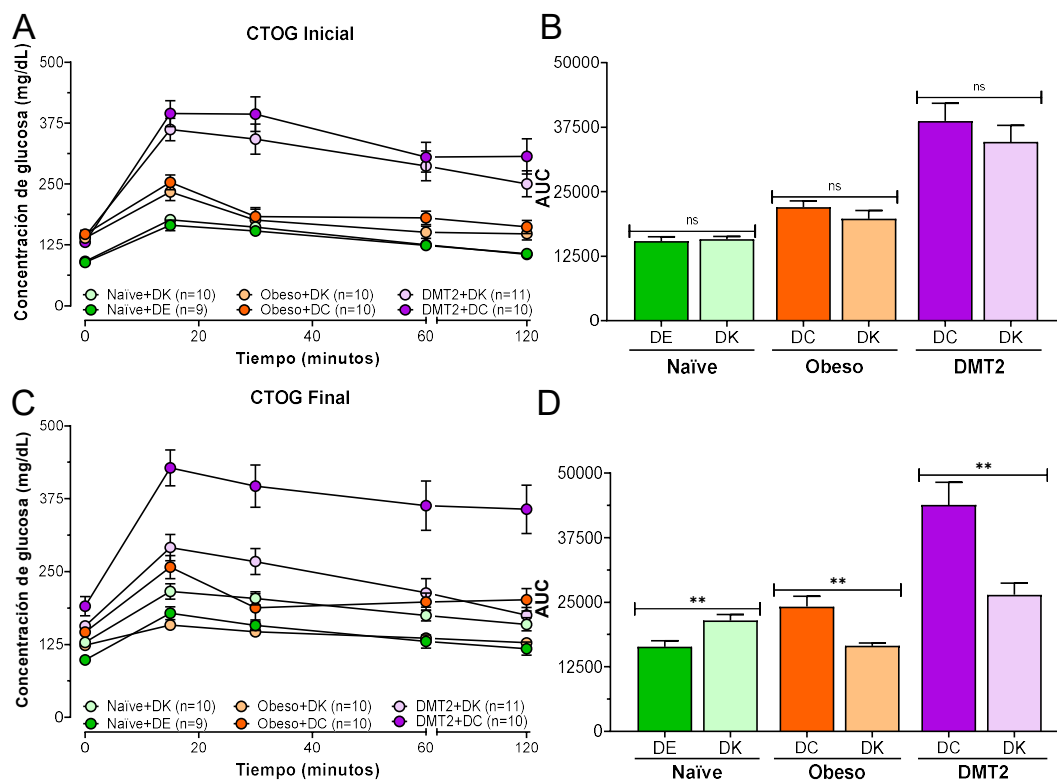 A
CTOG Inicial
Concentración de glucosa (mg/dL)
500
375
250
125
0
Naïve+DK (n=10)
Naïve+DE (n=9)
Obeso+DK (n=10)
Obeso+DC (n=10)
DMT2+DK (n=11)
DMT2+DC (n=10)
0 20 40 60 120
Tiempo (minutos)
B
AUC
50000
37500
25000
12500
0
ns
ns
ns
DE DK DC DK DC DK
Naïve Obeso DMT2
C
CTOG Final
Concentración de glucosa (mg/dL)
500
375
250
125
0
Naïve+DK (n=10)
Naïve+DE (n=9)
Obeso+DK (n=10)
Obeso+DC (n=10)
DMT2+DK (n=11)
DMT2+DC (n=10)
0 20 40 60 120
Tiempo (minutos)
D
AUC
50000
37500
25000
12500
0
**
**
**
DE DK DC DK DC DK
Naïve Obeso DMT2